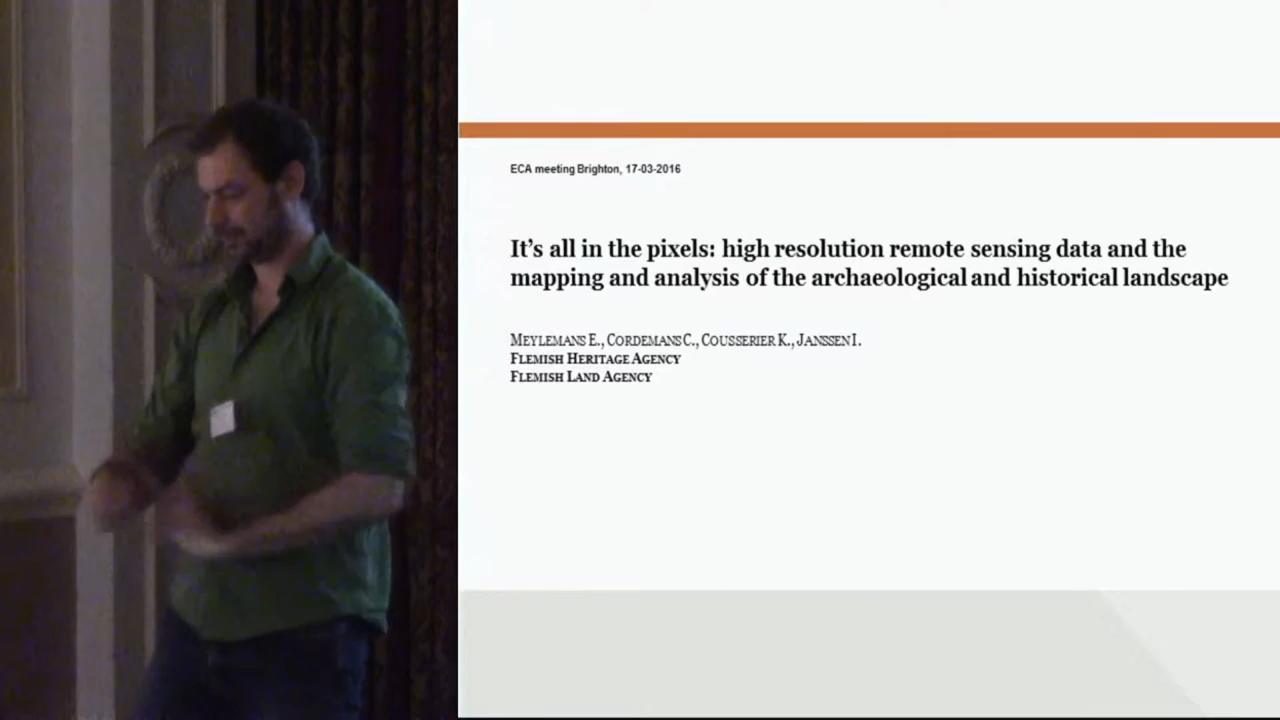 ECA meeting Brighton, 17-03-2016
It's all in the pixels: high resolution remote sensing data and the
mapping and analysis of the archaeological and historical landscape
MEYLEMANS E., CORDEMANS C., COUSSERIER K., JANSSEN I.
FLEMISH HERITAGE AGENCY
FLEMISH LAND AGENCY